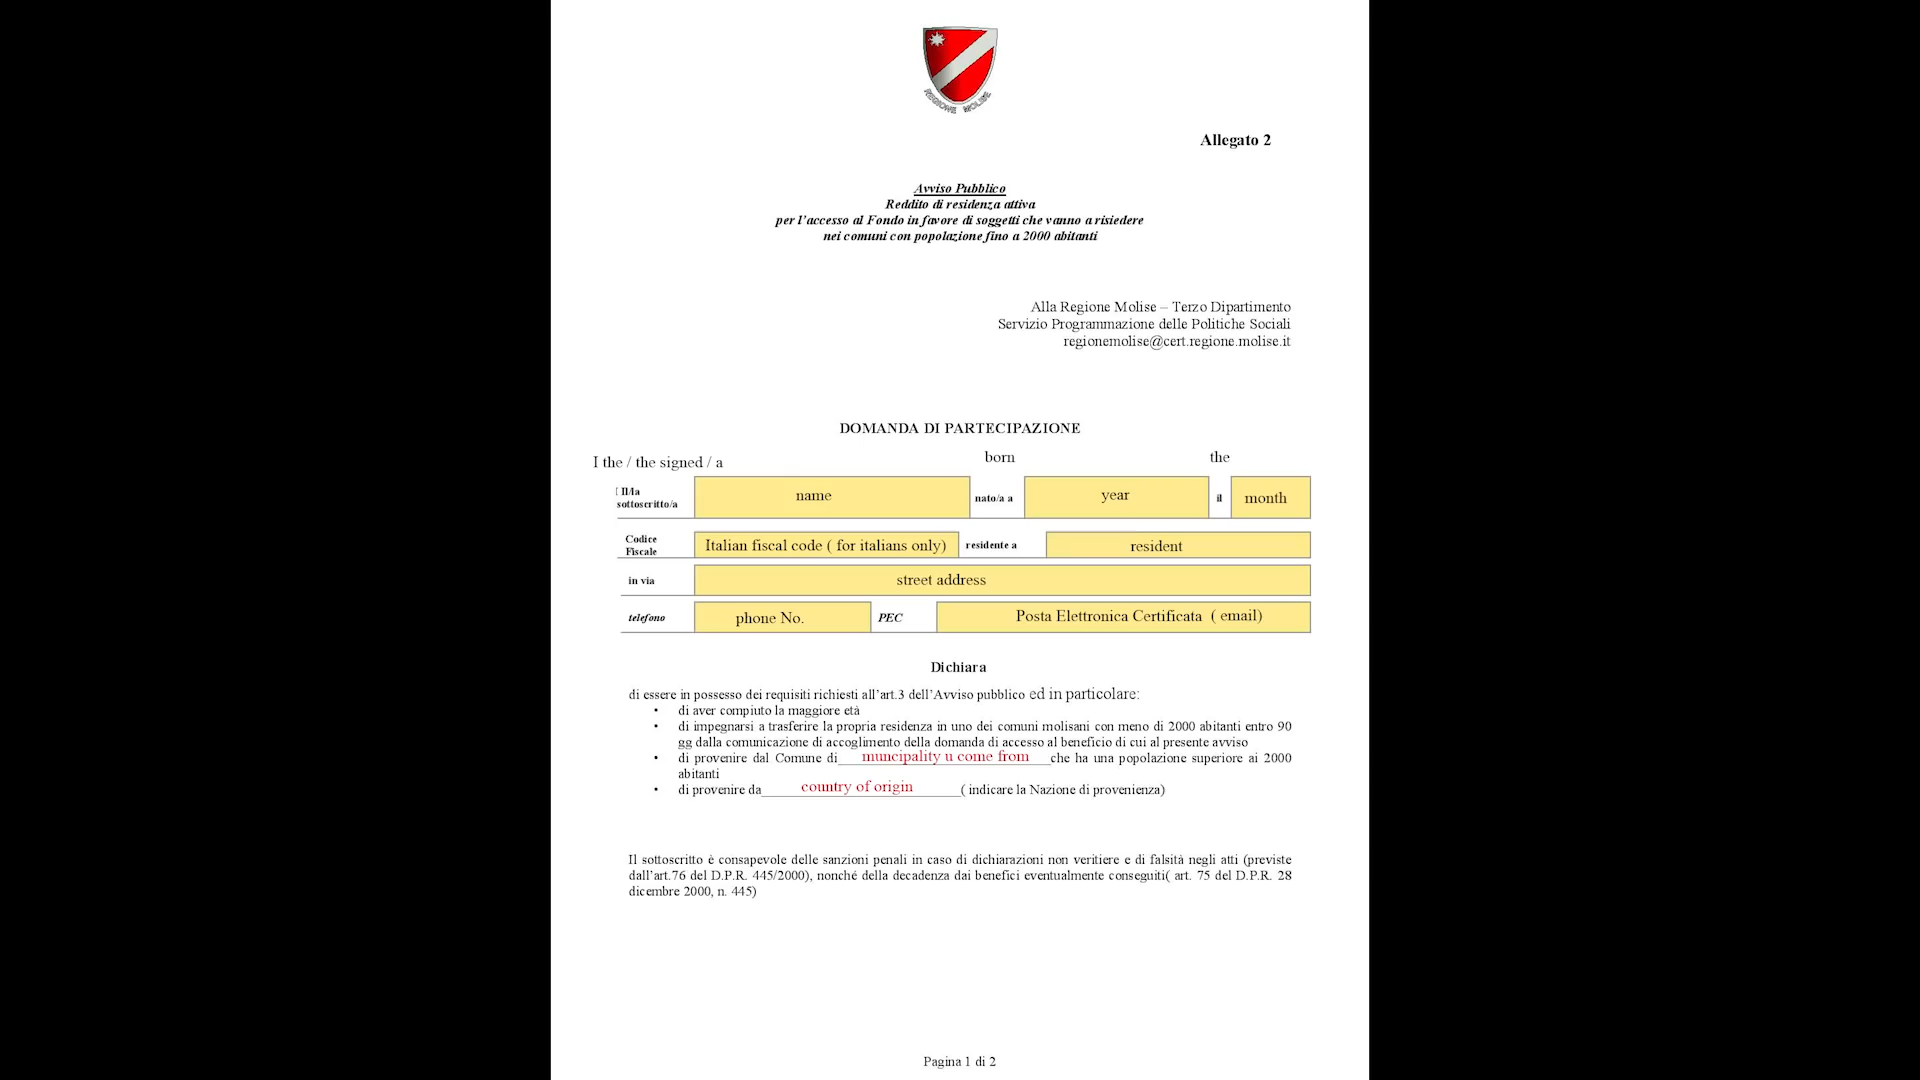 REGIONE MOLISE
Allegato 2
Avviso Pubblico
Reddito di residenza attiva
per l'accesso al Fondo in favore di soggetti che vanno a risiedere
nei comuni con popolazione fino a 2000 abitanti
Alla Regione Molise – Terzo Dipartimento
Servizio Programmazione delle Politiche Sociali
regionemolise@cert.regione.molise.it
DOMANDA DI PARTECIPAZIONE
I the / the signed / a born the
Il/la
sottoscritto/a name nato/a a year il month
Codice
Fiscale Italian fiscal code ( for italians only) residente a resident
in via street address
telefono phone No. PEC Posta Elettronica Certificata ( email)
Dichiara
di essere in possesso dei requisiti richiesti all'art.3 dell'Avviso pubblico ed in particolare:
• di aver compiuto la maggiore età
• di impegnarsi a trasferire la propria residenza in uno dei comuni molisani con meno di 2000 abitanti entro 90
gg dalla comunicazione di accoglimento della domanda di accesso al beneficio di cui al presente avviso
• di provenire dal Comune di muncipality u come from che ha una popolazione superiore ai 2000
abitanti
• di provenire da country of origin ( indicare la Nazione di provenienza)
Il sottoscritto è consapevole delle sanzioni penali in caso di dichiarazioni non veritiere e di falsità negli atti (previste
dall'art.76 del D.P.R. 445/2000), nonché della decadenza dai benefici eventualmente conseguiti( art. 75 del D.P.R. 28
dicembre 2000, n. 445)
Pagina 1 di 2